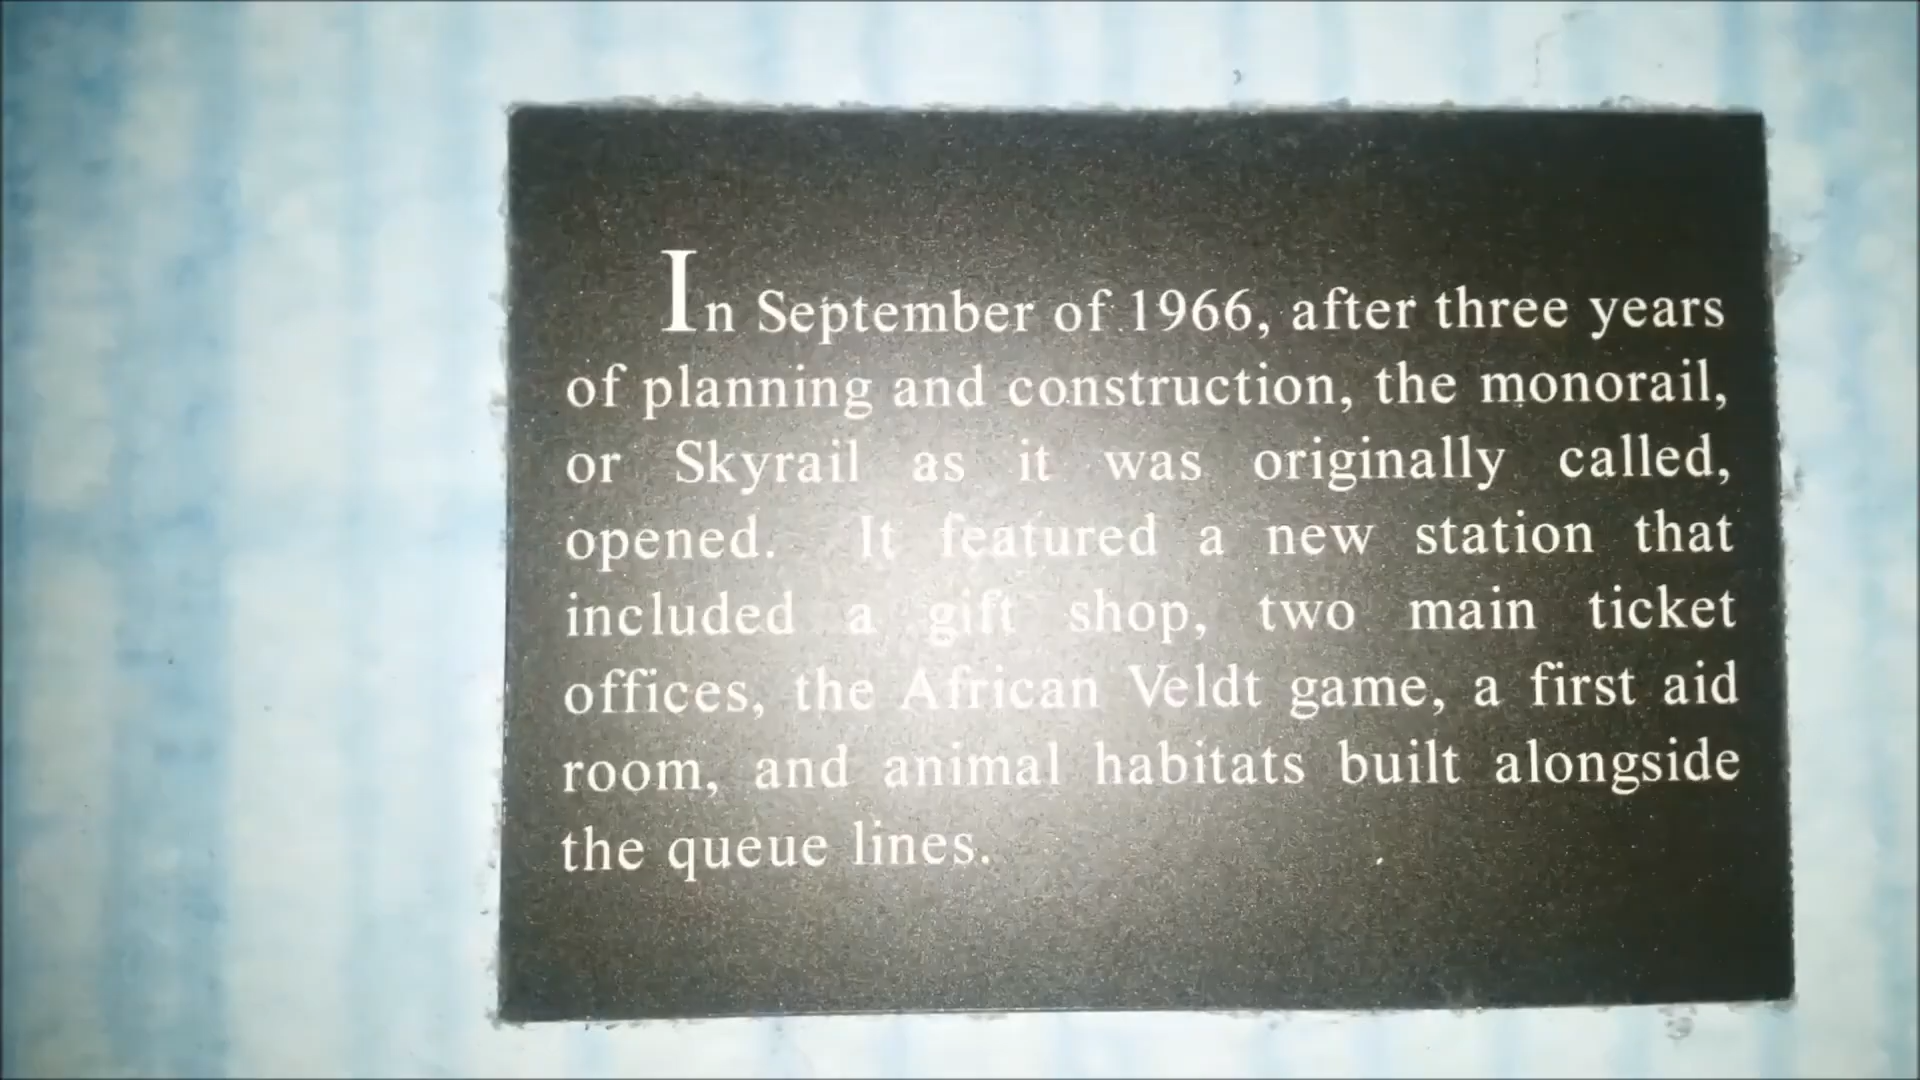 In September of 1966, after three years
of planning and construction, the monorail,
or Skyrail as it was originally called,
opened. It featured a new station that
included a gift shop, two main ticket
offices, the African Veldt game, a first aid
room, and animal habitats built alongside
the queue lines.